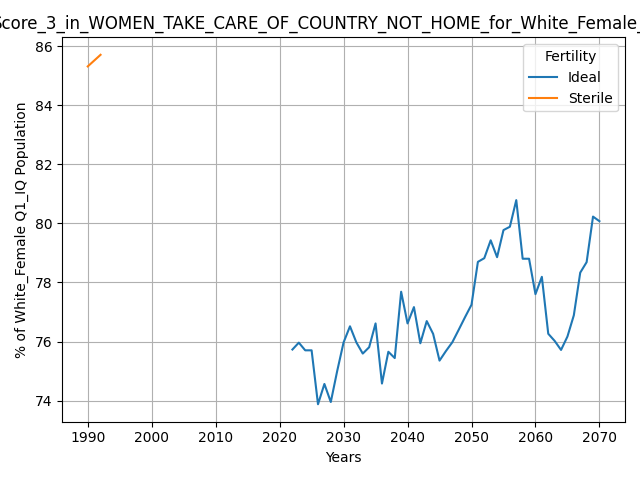 Score_3_in_WOMEN_TAKE_CARE_OF_COUNTRY_NOT_HOME_for_White_Female_
86
84
82
80
78
76
74
% of White_Female Q1_IQ Population
Fertility
Ideal
Sterile
1990 2000 2010 2020 2030 2040 2050 2060 2070
Years